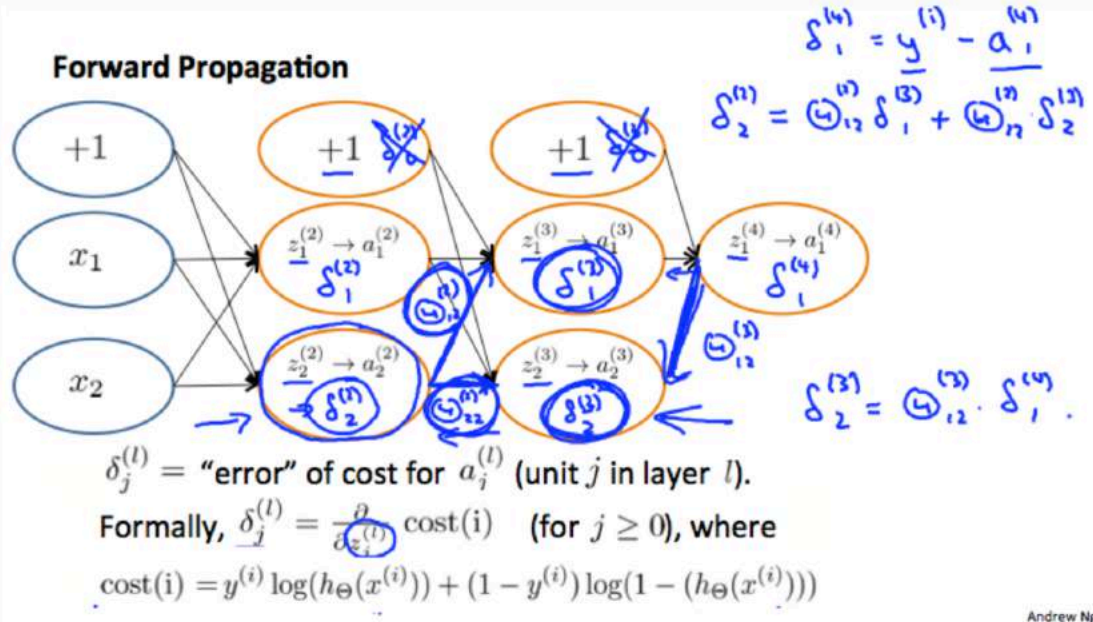 δ₁⁽⁴⁾ = y⁽ⁱ⁾ - a₁⁽⁴⁾
Forward Propagation
δ₂⁽²⁾ = Θ₁₂⁽²⁾ δ₁⁽³⁾ + Θ₂₂⁽²⁾ δ₂⁽³⁾
+1 +1 +1
x₁ z₁⁽²⁾ → a₁⁽²⁾ z₁⁽³⁾ → a₁⁽³⁾ z₁⁽⁴⁾ → a₁⁽⁴⁾
δ₁⁽²⁾ δ₁⁽³⁾ δ₁⁽⁴⁾
Θ₁₂⁽²⁾ Θ₁₂⁽³⁾
x₂ z₂⁽²⁾ → a₂⁽²⁾ z₂⁽³⁾ → a₂⁽³⁾
δ₂⁽²⁾ Θ₂₂⁽²⁾ δ₂⁽³⁾ δ₂⁽³⁾ = Θ₁₂⁽³⁾ · δ₁⁽⁴⁾ .
δⱼ⁽ˡ⁾ = “error” of cost for aⱼ⁽ˡ⁾ (unit j in layer l).
Formally, δⱼ⁽ˡ⁾ = ∂/∂zⱼ⁽ˡ⁾ cost(i) (for j ≥ 0), where
cost(i) = y⁽ⁱ⁾ log(h_Θ(x⁽ⁱ⁾)) + (1 − y⁽ⁱ⁾) log(1 − (h_Θ(x⁽ⁱ⁾)))
Andrew